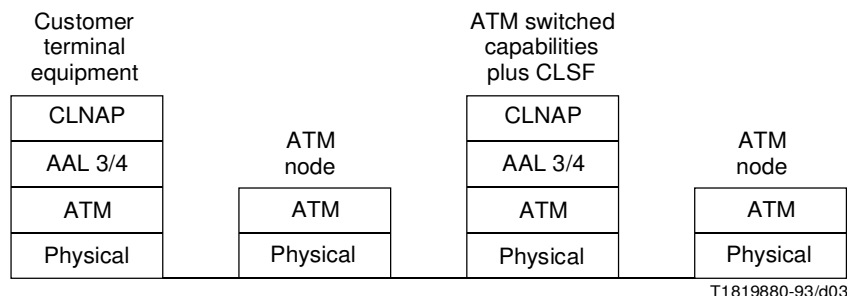 Customer
terminal
equipment
CLNAP
AAL 3/4
ATM
Physical
ATM
node
ATM
Physical
ATM switched
capabilities
plus CLSF
CLNAP
AAL 3/4
ATM
Physical
ATM
node
ATM
Physical
T1819880-93/d03